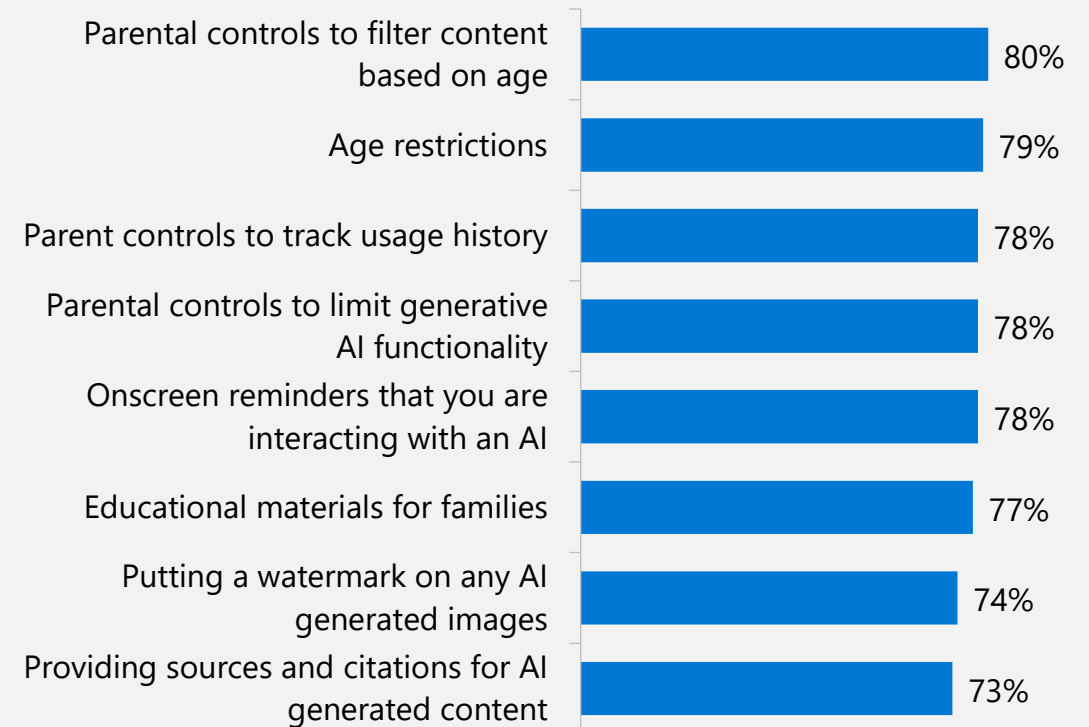 Parental controls to filter content
based on age
80%
Age restrictions
79%
Parent controls to track usage history
78%
Parental controls to limit generative
AI functionality
78%
Onscreen reminders that you are
interacting with an AI
78%
Educational materials for families
77%
Putting a watermark on any AI
generated images
74%
Providing sources and citations for AI
generated content
73%